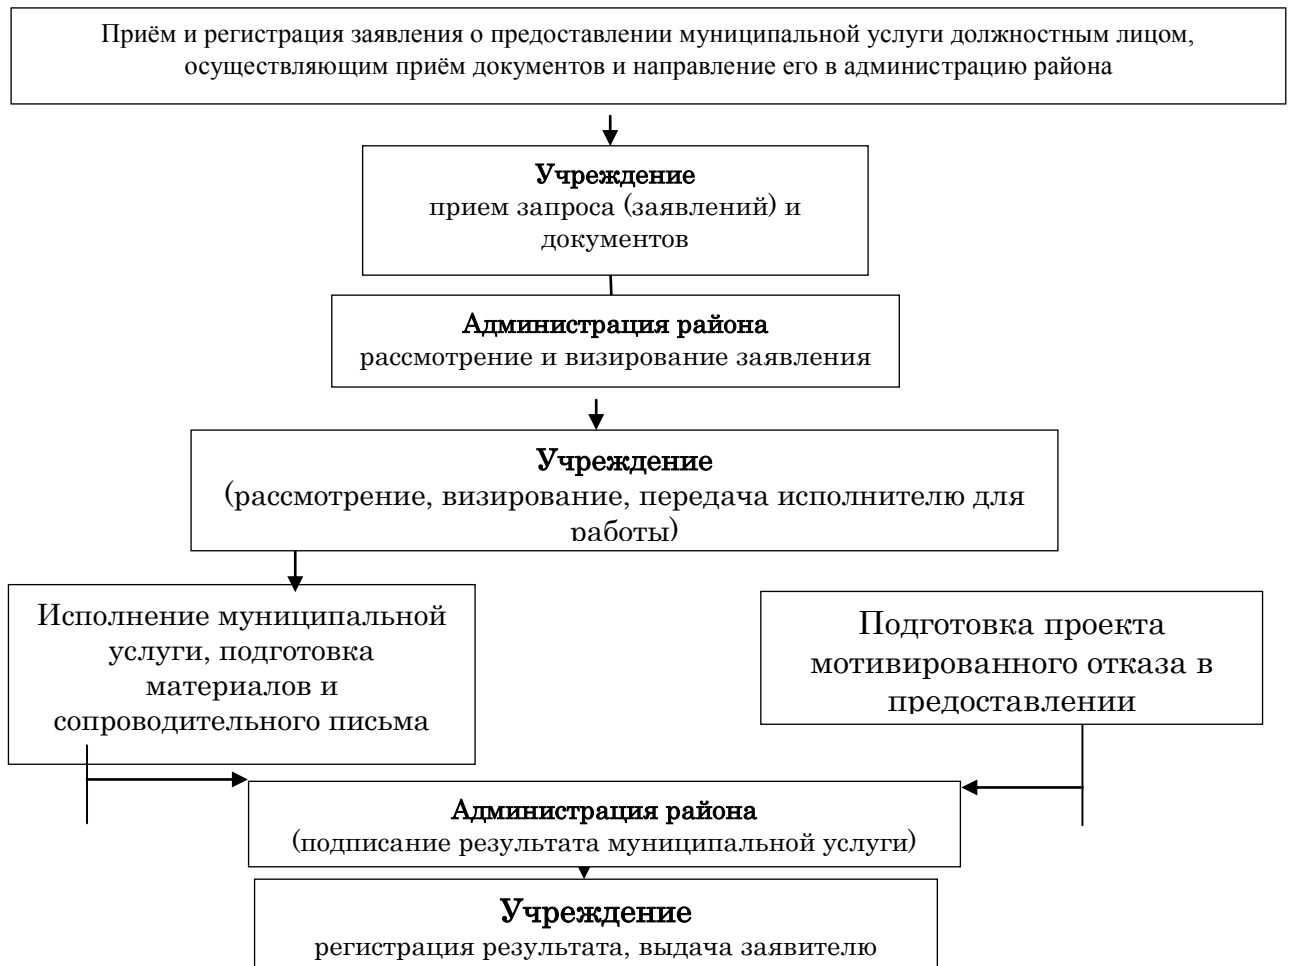 Приём и регистрация заявления о предоставлении муниципальной услуги должностным лицом,
осуществляющим приём документов и направление его в администрацию района
Учреждение
прием запроса (заявлений) и
документов
Администрация района
рассмотрение и визирование заявления
Учреждение
(рассмотрение, визирование, передача исполнителю для
работы)
Исполнение муниципальной
услуги, подготовка
материалов и
сопроводительного письма
Подготовка проекта
мотивированного отказа в
предоставлении
Администрация района
(подписание результата муниципальной услуги)
Учреждение
регистрация результата, выдача заявителю